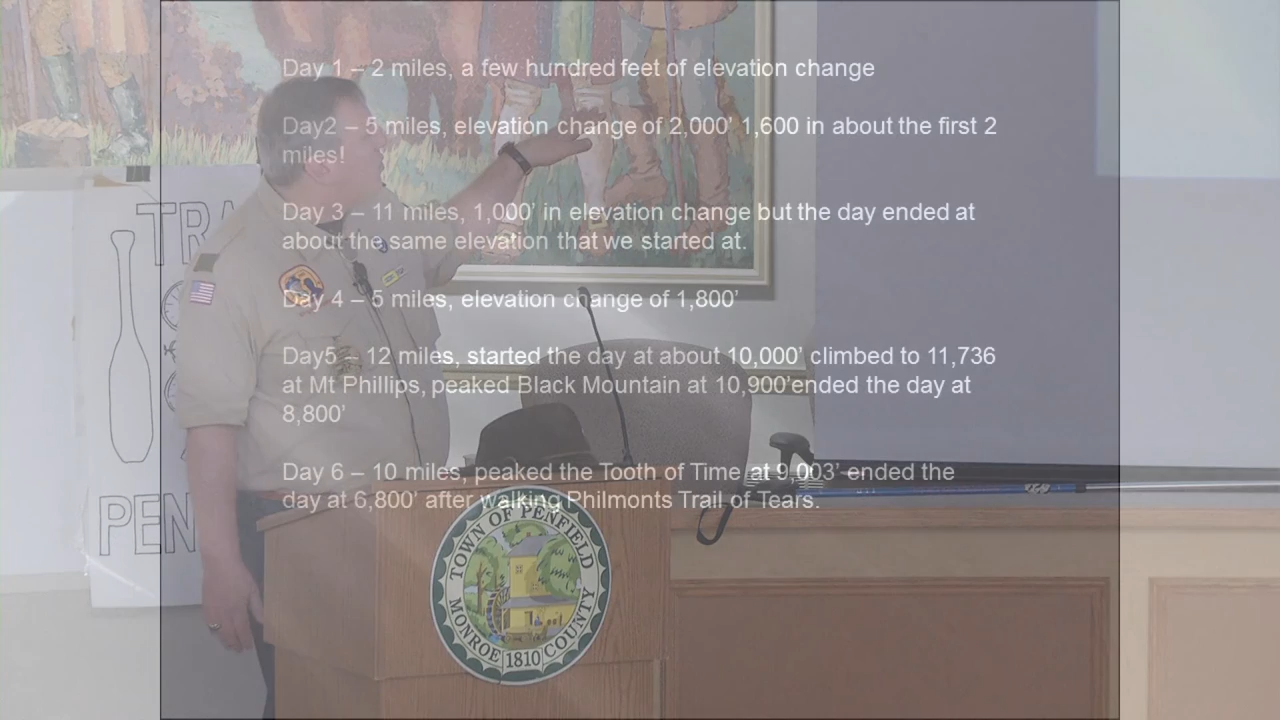 Day 1 – 2 miles, a few hundred feet of elevation change
Day2 – 5 miles, elevation change of 2,000’ 1,600 in about the first 2
miles!
Day 3 – 11 miles, 1,000’ in elevation change but the day ended at
about the same elevation that we started at.
Day 4 – 5 miles, elevation change of 1,800’
Day5 – 12 miles, started the day at about 10,000’ climbed to 11,736
at Mt Phillips, peaked Black Mountain at 10,900’ended the day at
8,800’
Day 6 – 10 miles, peaked the Tooth of Time at 9,003’ ended the
day at 6,800’ after walking Philmonts Trail of Tears.
TRA
PEN
TOWN OF PENFIELD
MONROE COUNTY
1810